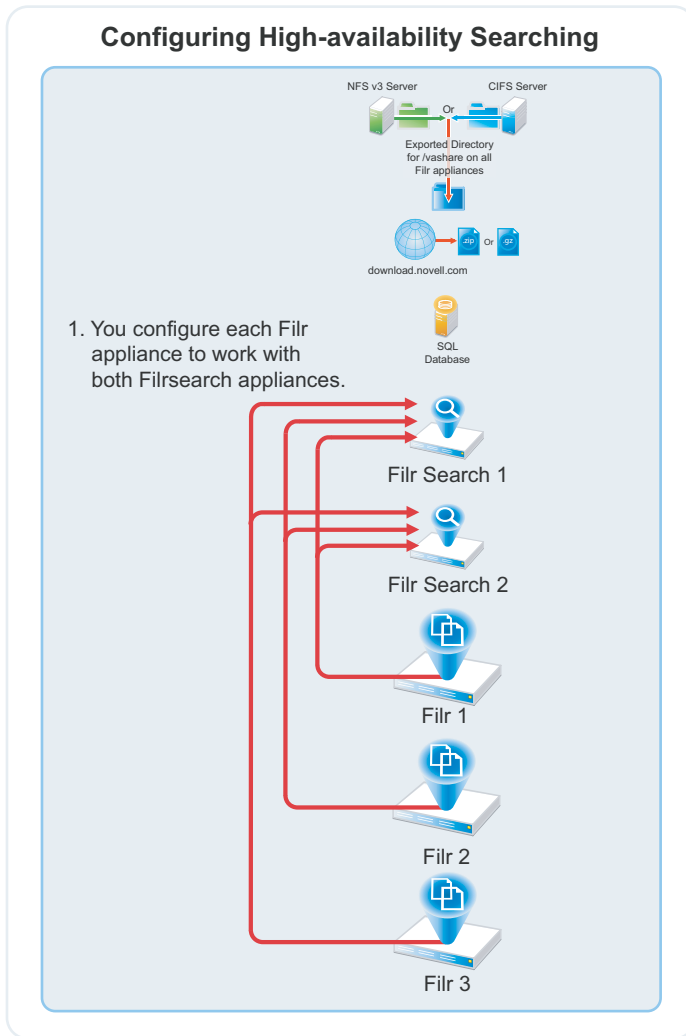 Configuring High-availability Searching
NFS v3 Server
CIFS Server
Or
Exported Directory
for /vashare on all
Filr appliances
.zip
Or
.gz
download.novell.com
1. You configure each Filr
appliance to work with
both Filrsearch appliances.
SQL
Database
Filr Search 1
Filr Search 2
Filr 1
Filr 2
Filr 3